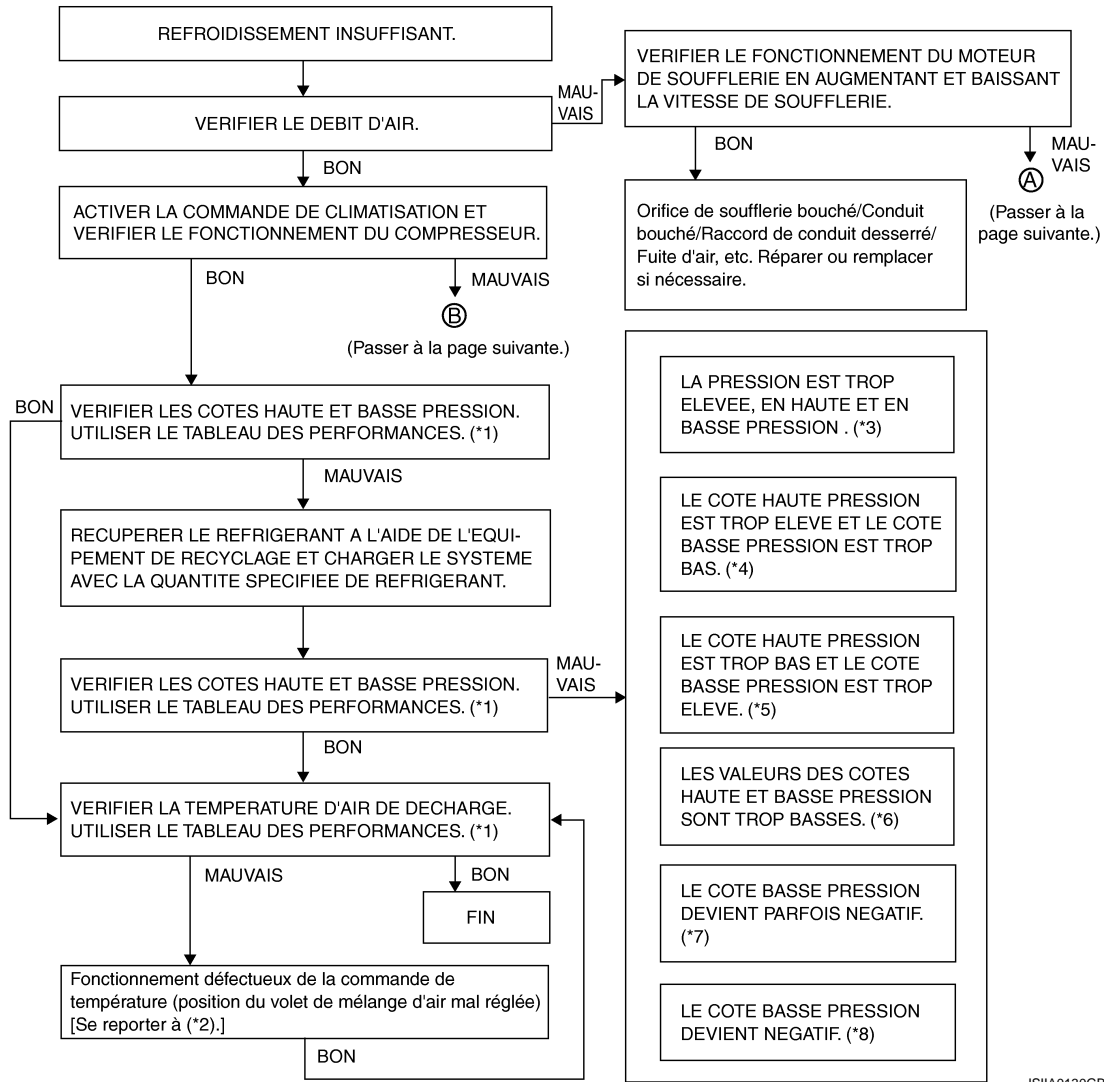 REFROIDISSEMENT INSUFFISANT.
VERIFIER LE DEBIT D'AIR.
MAU-
VAIS
VERIFIER LE FONCTIONNEMENT DU MOTEUR
DE SOUFFLERIE EN AUGMENTANT ET BAISSANT
LA VITESSE DE SOUFFLERIE.
BON
Orifice de soufflerie bouché/Conduit
bouché/Raccord de conduit desserré/
Fuite d'air, etc. Réparer ou remplacer
si nécessaire.
MAU-
VAIS
A
(Passer à la
page suivante.)
BON
ACTIVER LA COMMANDE DE CLIMATISATION ET
VERIFIER LE FONCTIONNEMENT DU COMPRESSEUR.
BON
MAUVAIS
B
(Passer à la page suivante.)
BON
VERIFIER LES COTES HAUTE ET BASSE PRESSION.
UTILISER LE TABLEAU DES PERFORMANCES. (*1)
MAUVAIS
RECUPERER LE REFRIGERANT A L'AIDE DE L'EQUI-
PEMENT DE RECYCLAGE ET CHARGER LE SYSTEME
AVEC LA QUANTITE SPECIFIEE DE REFRIGERANT.
VERIFIER LES COTES HAUTE ET BASSE PRESSION.
UTILISER LE TABLEAU DES PERFORMANCES. (*1)
MAU-
VAIS
BON
VERIFIER LA TEMPERATURE D'AIR DE DECHARGE.
UTILISER LE TABLEAU DES PERFORMANCES. (*1)
MAUVAIS
BON
FIN
Fonctionnement défectueux de la commande de
température (position du volet de mélange d'air mal réglée)
[Se reporter à (*2).]
BON
LA PRESSION EST TROP
ELEVEE, EN HAUTE ET EN
BASSE PRESSION . (*3)
LE COTE HAUTE PRESSION
EST TROP ELEVE ET LE COTE
BASSE PRESSION EST TROP
BAS. (*4)
LE COTE HAUTE PRESSION
EST TROP BAS ET LE COTE
BASSE PRESSION EST TROP
ELEVE. (*5)
LES VALEURS DES COTES
HAUTE ET BASSE PRESSION
SONT TROP BASSES. (*6)
LE COTE BASSE PRESSION
DEVIENT PARFOIS NEGATIF.
(*7)
LE COTE BASSE PRESSION
DEVIENT NEGATIF. (*8)